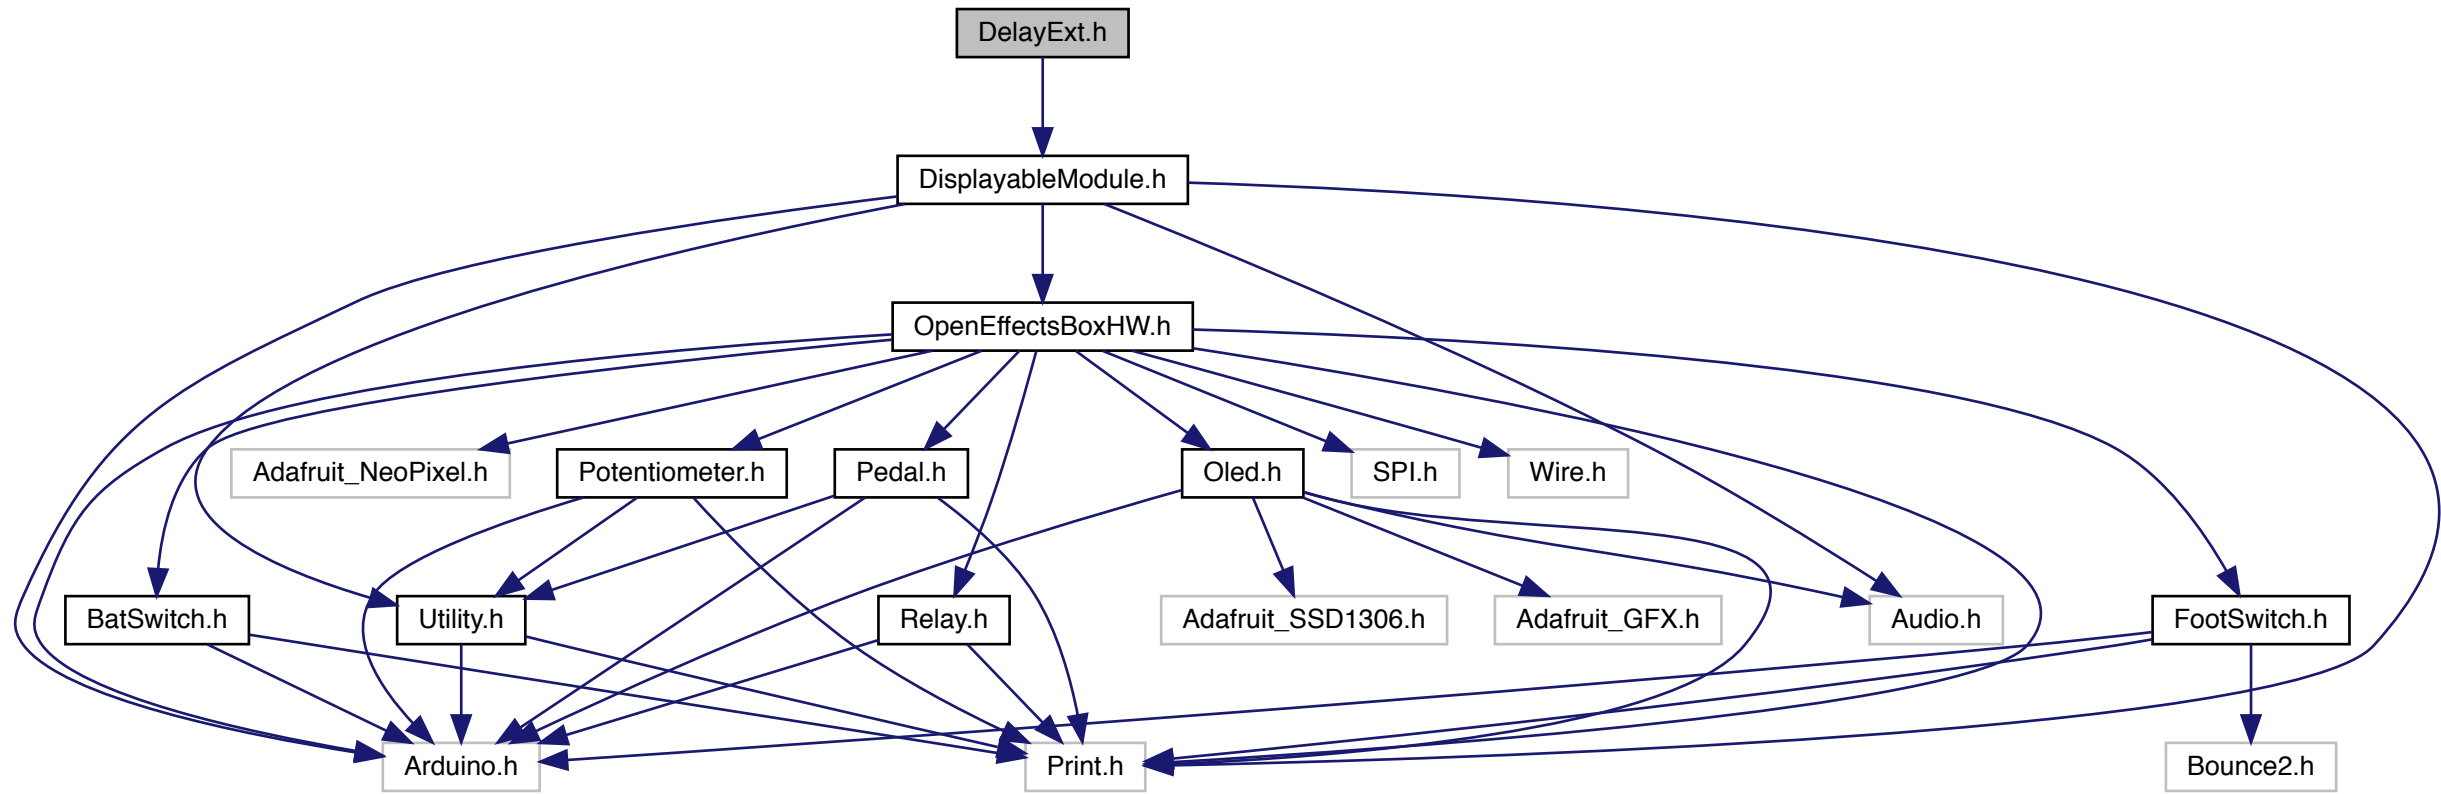 DelayExt.h
DisplayableModule.h
OpenEffectsBoxHW.h
Adafruit_NeoPixel.h
Potentiometer.h
Pedal.h
Oled.h
SPI.h
Wire.h
BatSwitch.h
Utility.h
Relay.h
Adafruit_SSD1306.h
Adafruit_GFX.h
Audio.h
FootSwitch.h
Arduino.h
Print.h
Bounce2.h